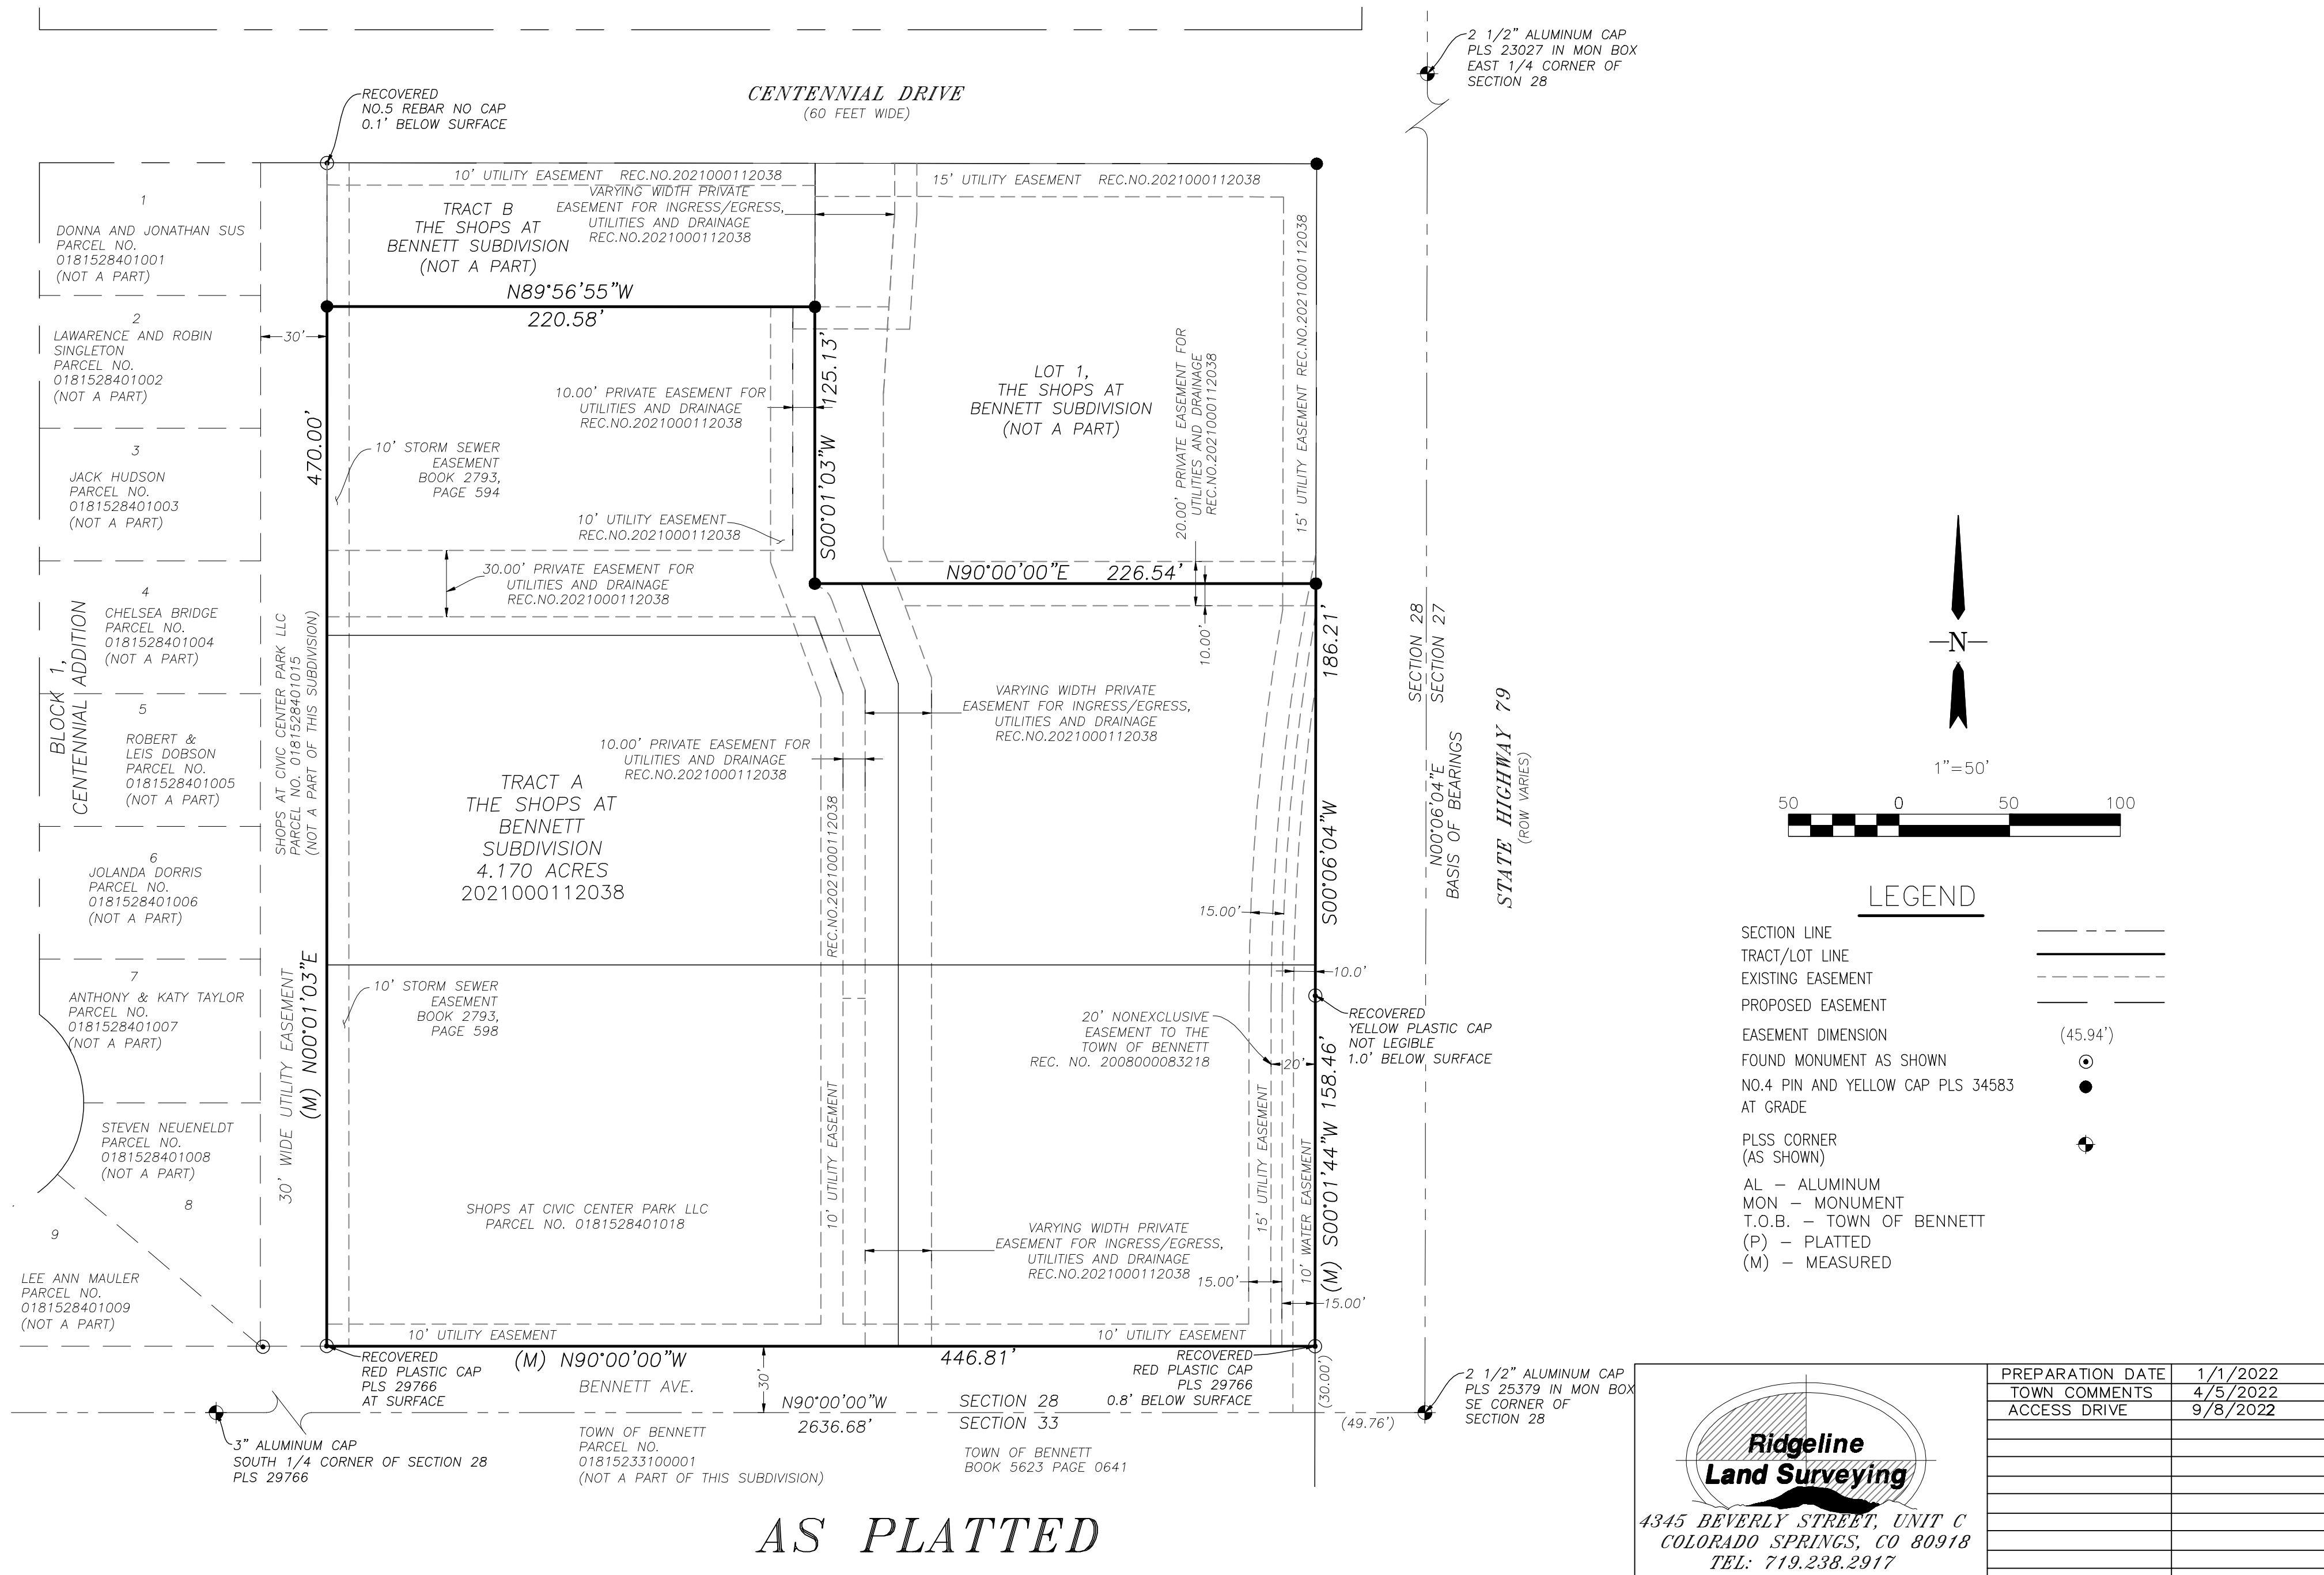 2 1/2" ALUMINUM CAP
PLS 23027 IN MON BOX
EAST 1/4 CORNER OF
SECTION 28
RECOVERED
NO.5 REBAR NO CAP
0.1' BELOW SURFACE
CENTENNIAL DRIVE
(60 FEET WIDE)
10' UTILITY EASEMENT REC.NO.2021000112038
15' UTILITY EASEMENT REC.NO.2021000112038
VARYING WIDTH PRIVATE
EASEMENT FOR INGRESS/EGRESS,
UTILITIES AND DRAINAGE
REC.NO.2021000112038
TRACT B
THE SHOPS AT
BENNETT SUBDIVISION
(NOT A PART)
1
DONNA AND JONATHAN SUS
PARCEL NO.
0181528401001
(NOT A PART)
2
LAWARENCE AND ROBIN
SINGLETON
PARCEL NO.
0181528401002
(NOT A PART)
3
JACK HUDSON
PARCEL NO.
0181528401003
(NOT A PART)
4
CHELSEA BRIDGE
PARCEL NO.
0181528401004
(NOT A PART)
5
ROBERT &
LEIS DOBSON
PARCEL NO.
0181528401005
(NOT A PART)
6
JOLANDA DORRIS
PARCEL NO.
0181528401006
(NOT A PART)
7
ANTHONY & KATY TAYLOR
PARCEL NO.
0181528401007
(NOT A PART)
STEVEN NEUENELDT
PARCEL NO.
0181528401008
(NOT A PART)
8
9
LEE ANN MAULER
PARCEL NO.
0181528401009
(NOT A PART)
BLOCK 1,
CENTENNIAL ADDITION
SHOPS AT CIVIC CENTER PARK LLC
PARCEL NO. 0181528401015
(NOT A PART OF THIS SUBDIVISION)
30' WIDE UTILITY EASEMENT
30'
470.00'
(M) N00°01'03"E
N89°56'55"W
220.58'
125.13'
S00°01'03"W
10.00' PRIVATE EASEMENT FOR
UTILITIES AND DRAINAGE
REC.NO.2021000112038
10' STORM SEWER
EASEMENT
BOOK 2793,
PAGE 594
10' UTILITY EASEMENT
REC.NO.2021000112038
30.00' PRIVATE EASEMENT FOR
UTILITIES AND DRAINAGE
REC.NO.2021000112038
LOT 1,
THE SHOPS AT
BENNETT SUBDIVISION
(NOT A PART)
20.00' PRIVATE EASEMENT FOR
UTILITIES AND DRAINAGE
REC.NO.2021000112038
15' UTILITY EASEMENT REC.NO.2021000112038
N90°00'00"E 226.54'
10.00'
186.21'
S00°06'04"W
VARYING WIDTH PRIVATE
EASEMENT FOR INGRESS/EGRESS,
UTILITIES AND DRAINAGE
REC.NO.2021000112038
10.00' PRIVATE EASEMENT FOR
UTILITIES AND DRAINAGE
REC.NO.2021000112038
TRACT A
THE SHOPS AT
BENNETT
SUBDIVISION
4.170 ACRES
2021000112038
REC.NO.2021000112038
10' UTILITY EASEMENT
15.00'
10.0'
SECTION 28
SECTION 27
N00°06'04"E
BASIS OF BEARINGS
STATE HIGHWAY 79
(ROW VARIES)
10' STORM SEWER
EASEMENT
BOOK 2793,
PAGE 598
20' NONEXCLUSIVE
EASEMENT TO THE
TOWN OF BENNETT
REC. NO. 2008000083218
20'
RECOVERED
YELLOW PLASTIC CAP
NOT LEGIBLE
1.0' BELOW SURFACE
(M) S00°01'44"W 158.46'
15' UTILITY EASEMENT
10' WATER EASEMENT
SHOPS AT CIVIC CENTER PARK LLC
PARCEL NO. 0181528401018
VARYING WIDTH PRIVATE
EASEMENT FOR INGRESS/EGRESS,
UTILITIES AND DRAINAGE
REC.NO.2021000112038
15.00'
15.00'
10' UTILITY EASEMENT
10' UTILITY EASEMENT
RECOVERED
RED PLASTIC CAP
PLS 29766
AT SURFACE
(M) N90°00'00"W
446.81'
BENNETT AVE.
30'
RECOVERED
RED PLASTIC CAP
PLS 29766
0.8' BELOW SURFACE
(30.00')
(49.76')
N90°00'00"W
2636.68'
SECTION 28
SECTION 33
2 1/2" ALUMINUM CAP
PLS 25379 IN MON BOX
SE CORNER OF
SECTION 28
3" ALUMINUM CAP
SOUTH 1/4 CORNER OF SECTION 28
PLS 29766
TOWN OF BENNETT
PARCEL NO.
01815233100001
(NOT A PART OF THIS SUBDIVISION)
TOWN OF BENNETT
BOOK 5623 PAGE 0641
AS PLATTED
N
1"=50'
50 0 50 100
LEGEND
SECTION LINE
TRACT/LOT LINE
EXISTING EASEMENT
PROPOSED EASEMENT
EASEMENT DIMENSION (45.94')
FOUND MONUMENT AS SHOWN
NO.4 PIN AND YELLOW CAP PLS 34583
AT GRADE
PLSS CORNER
(AS SHOWN)
AL – ALUMINUM
MON – MONUMENT
T.O.B. – TOWN OF BENNETT
(P) – PLATTED
(M) – MEASURED
Ridgeline
Land Surveying
4345 BEVERLY STREET, UNIT C
COLORADO SPRINGS, CO 80918
TEL: 719.238.2917
PREPARATION DATE 1/1/2022
TOWN COMMENTS 4/5/2022
ACCESS DRIVE 9/8/2022